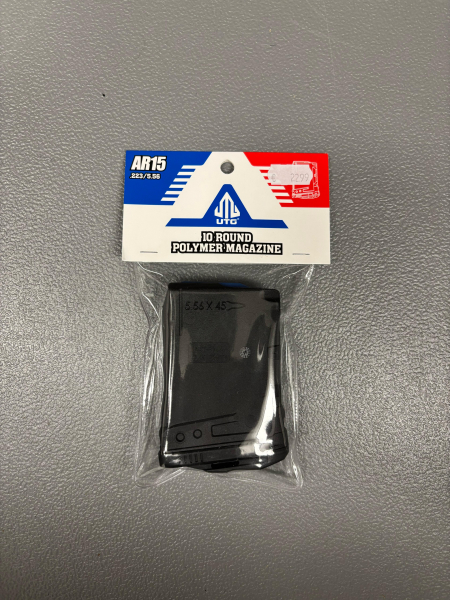 AR15
.223/5.56
UTG
10 ROUND
POLYMER MAGAZINE
5.56 X 45